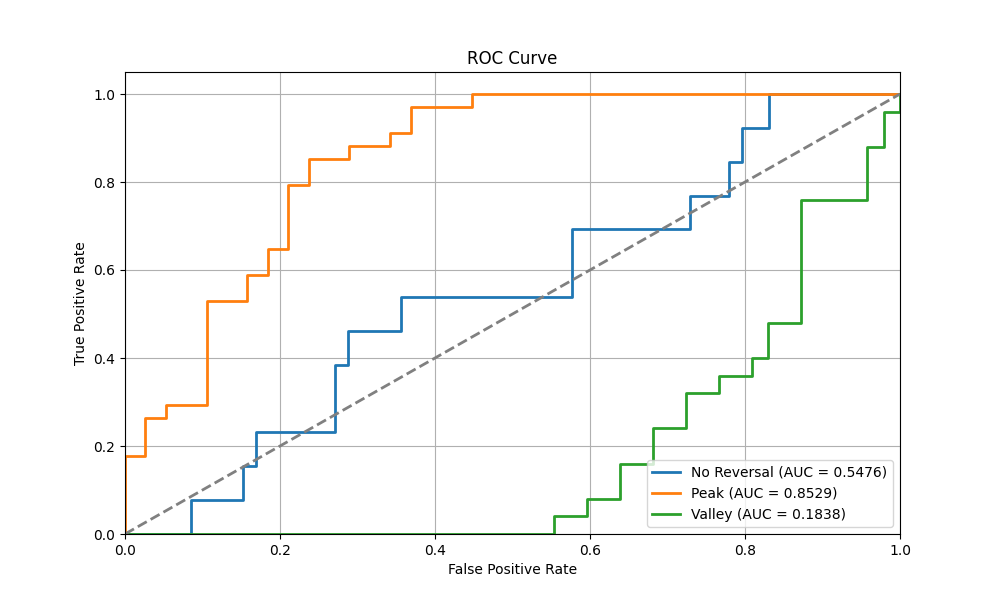 ROC Curve
True Positive Rate
1.0
0.8
0.6
0.4
0.2
0.0
No Reversal (AUC = 0.5476)
Peak (AUC = 0.8529)
Valley (AUC = 0.1838)
0.0 0.2 0.4 0.6 0.8 1.0
False Positive Rate